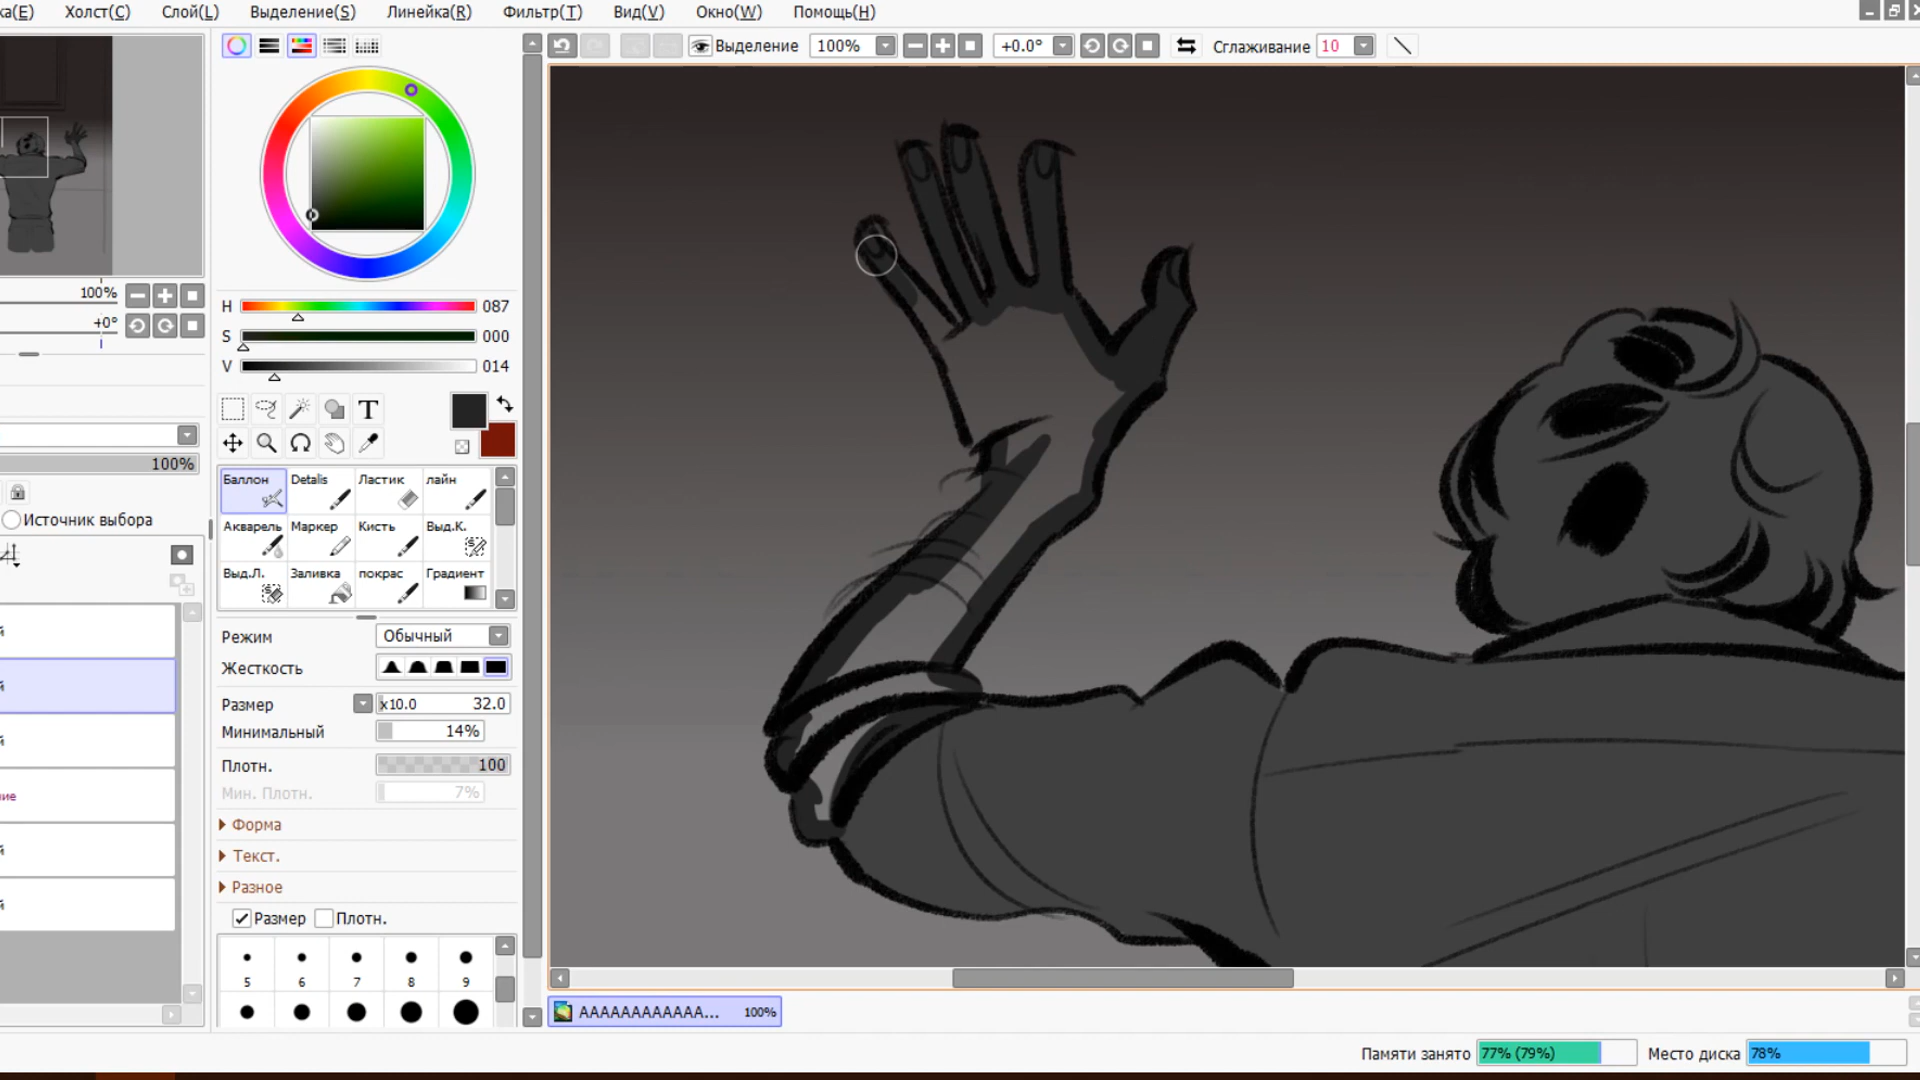 ка(E) Холст(C) Слой(L) Выделение(S) Линейка(R) Фильтр(T) Вид(V) Окно(W) Помощь(H)
Выделение 100% +0.0° Сглаживание 10
100%
+0°
H 087
S 000
V 014
T
100%
Источник выбора
Баллон Detalis Ластик лайн
Акварель Маркер Кисть Выд.К.
Выд.Л. Заливка покрас Градиент
Режим Обычный
Жесткость
Размер x10.0 32.0
Минимальный 14%
Плотн. 100
Мин. Плотн. 7%
Форма
Текст.
Разное
Размер Плотн.
5 6 7 8 9
й
й
й
ие
й
й
AAAAAAAAAAAA... 100%
Памяти занято 77% (79%) Место диска 78%